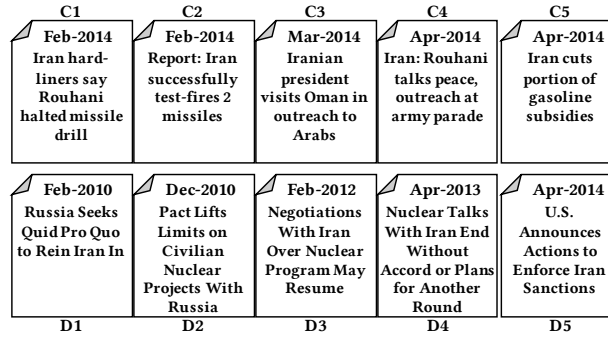 C1 C2 C3 C4 C5
Feb-2014
Iran hard-
liners say
Rouhani
halted missile
drill
Feb-2014
Report: Iran
successfully
test-fires 2
missiles
Mar-2014
Iranian
president
visits Oman in
outreach to
Arabs
Apr-2014
Iran: Rouhani
talks peace,
outreach at
army parade
Apr-2014
Iran cuts
portion of
gasoline
subsidies
Feb-2010
Russia Seeks
Quid Pro Quo
to Rein Iran In
Dec-2010
Pact Lifts
Limits on
Civilian
Nuclear
Projects With
Russia
Feb-2012
Negotiations
With Iran
Over Nuclear
Program May
Resume
Apr-2013
Nuclear Talks
With Iran End
Without
Accord or Plans
for Another
Round
Apr-2014
U.S.
Announces
Actions to
Enforce Iran
Sanctions
D1 D2 D3 D4 D5